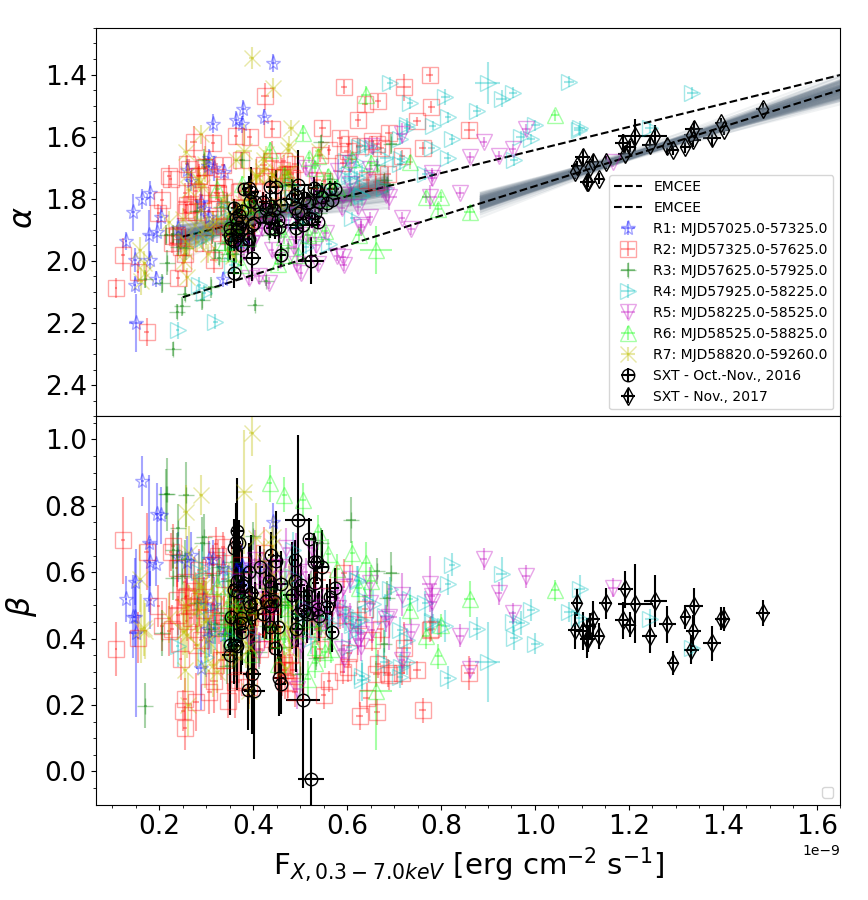 1.4
1.6
1.8
2.0
2.2
2.4
α
EMCEE
EMCEE
R1: MJD57025.0-57325.0
R2: MJD57325.0-57625.0
R3: MJD57625.0-57925.0
R4: MJD57925.0-58225.0
R5: MJD58225.0-58525.0
R6: MJD58525.0-58825.0
R7: MJD58820.0-59260.0
SXT - Oct.-Nov., 2016
SXT - Nov., 2017
1.0
0.8
0.6
0.4
0.2
0.0
β
0.2 0.4 0.6 0.8 1.0 1.2 1.4 1.6
1e−9
F_{X, 0.3−7.0keV} [erg cm⁻² s⁻¹]